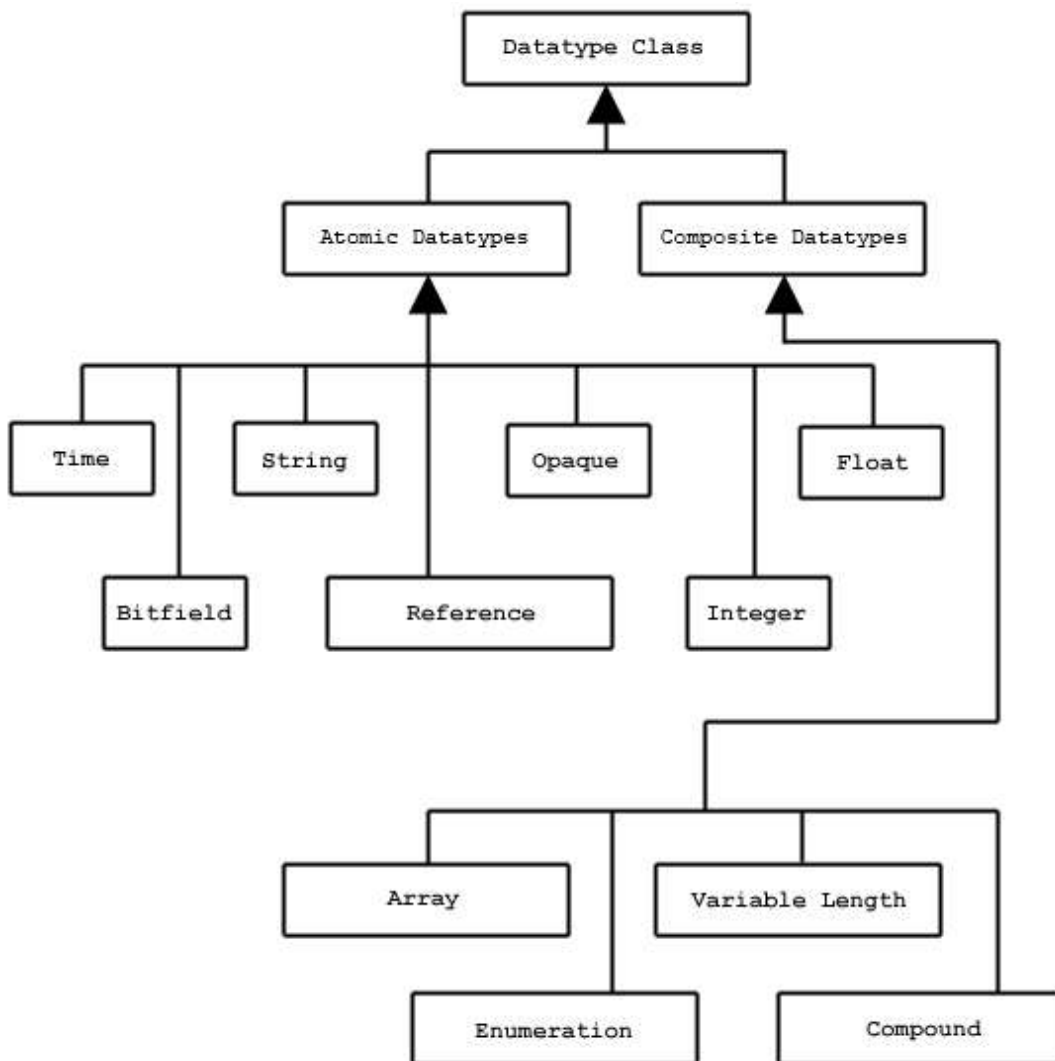 Datatype Class
Atomic Datatypes
Composite Datatypes
Time
String
Opaque
Float
Bitfield
Reference
Integer
Array
Variable Length
Enumeration
Compound